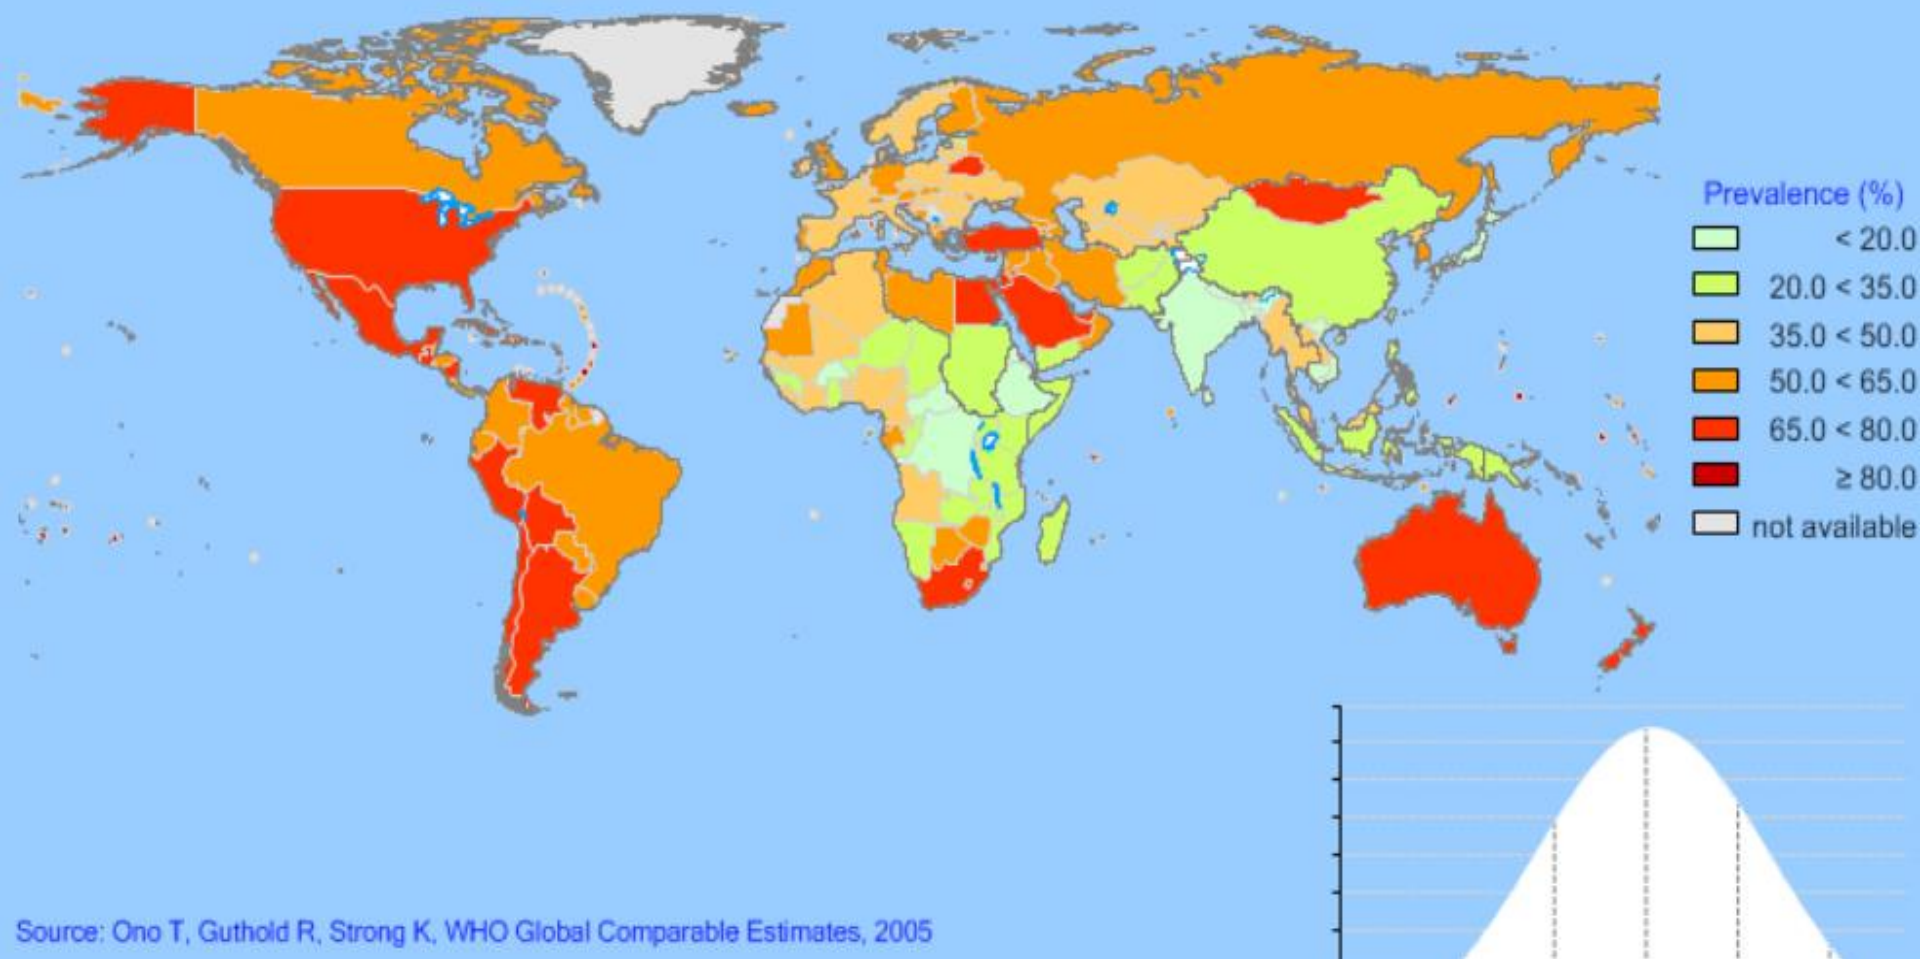 Prevalence (%)
< 20.0
20.0 < 35.0
35.0 < 50.0
50.0 < 65.0
65.0 < 80.0
≥ 80.0
not available
Source: Ono T, Guthold R, Strong K, WHO Global Comparable Estimates, 2005